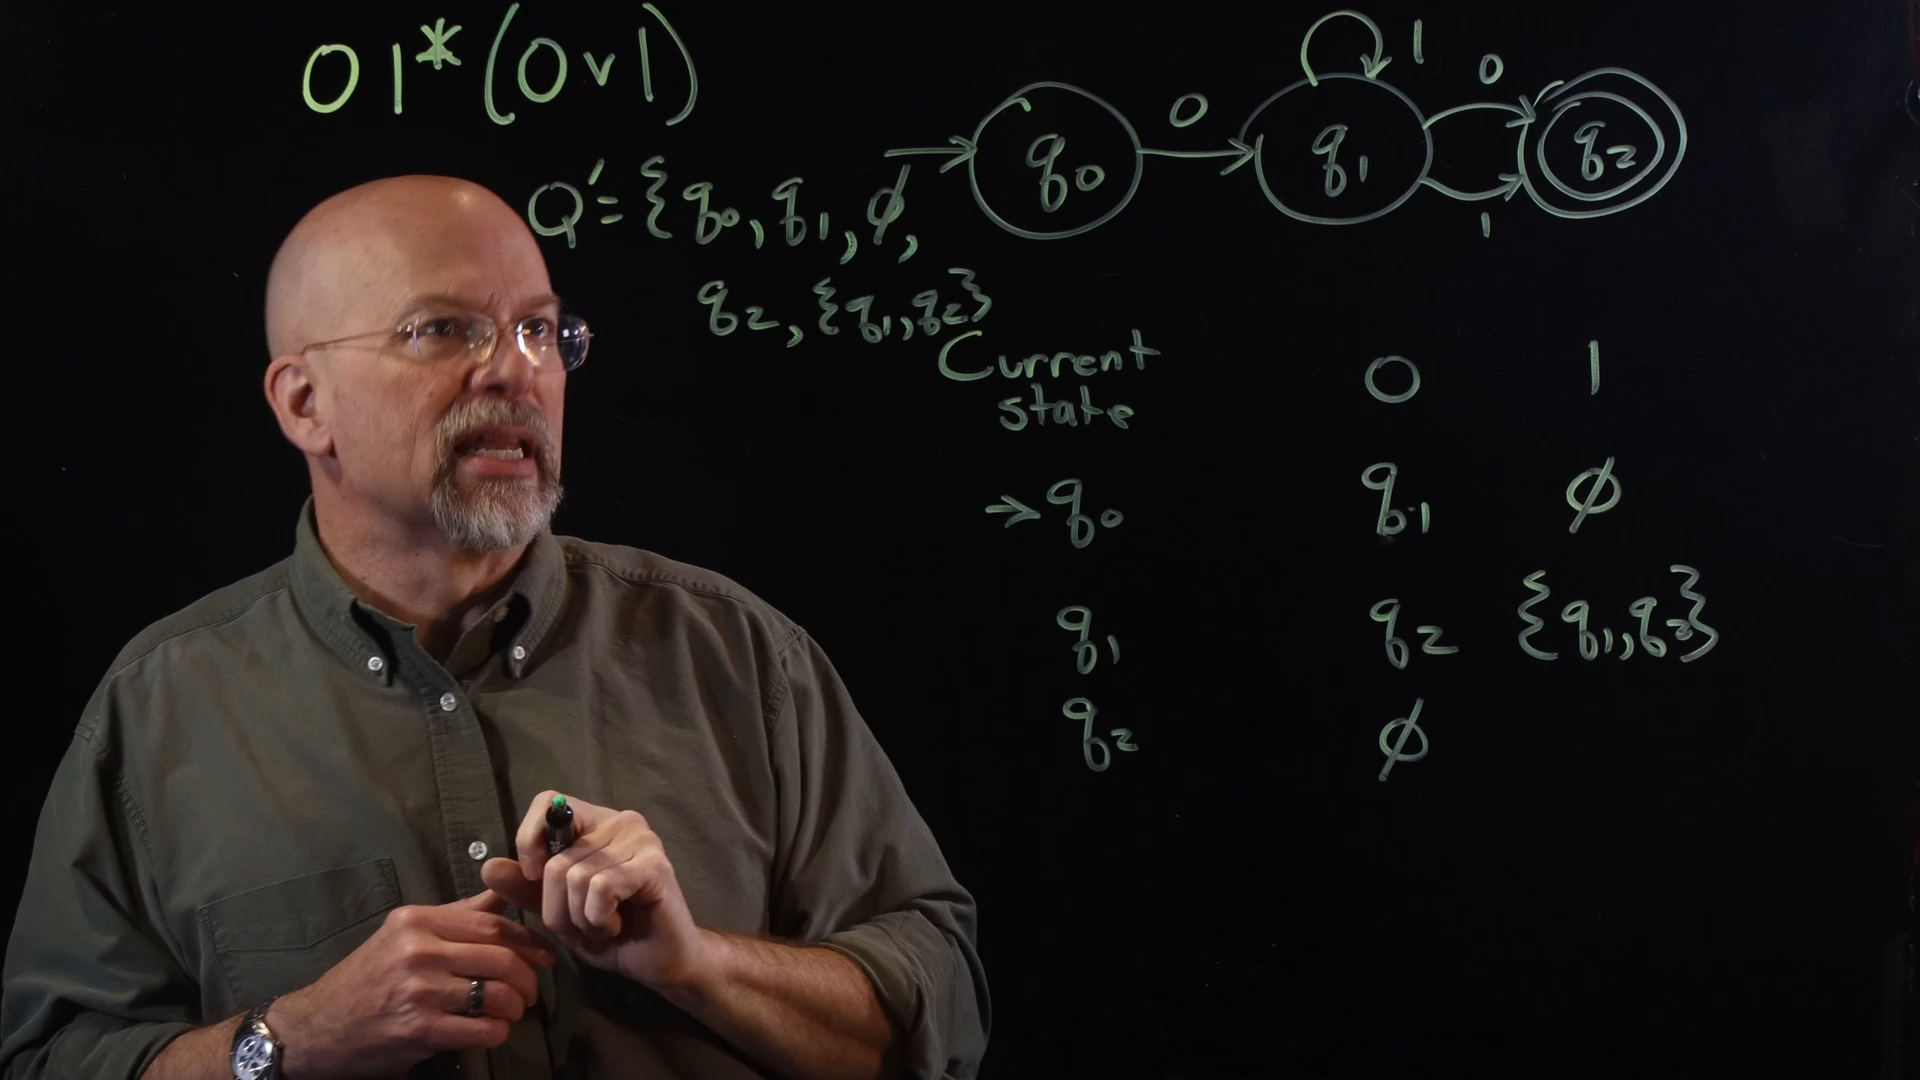 01*(0∨1)
Q'={q0,q1,∅,
q2,{q1,q2}
1
0
0
q0
q1
q2
1
Current
state
0 1
→q0 q1 ∅
q1 q2 {q1,q2}
q2 ∅